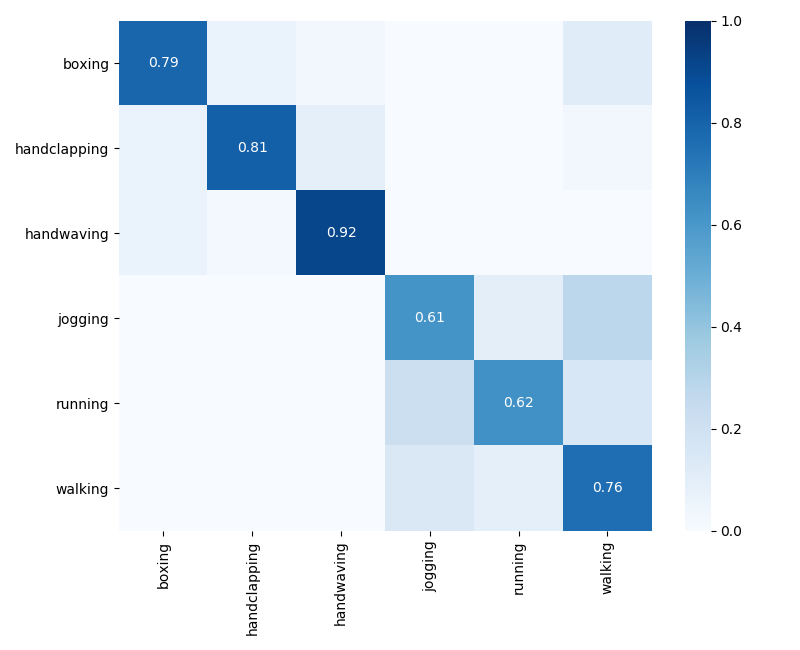 boxing 0.79
handclapping 0.81
handwaving 0.92
jogging 0.61
running 0.62
walking 0.76
boxing
handclapping
handwaving
jogging
running
walking
1.0
0.8
0.6
0.4
0.2
0.0